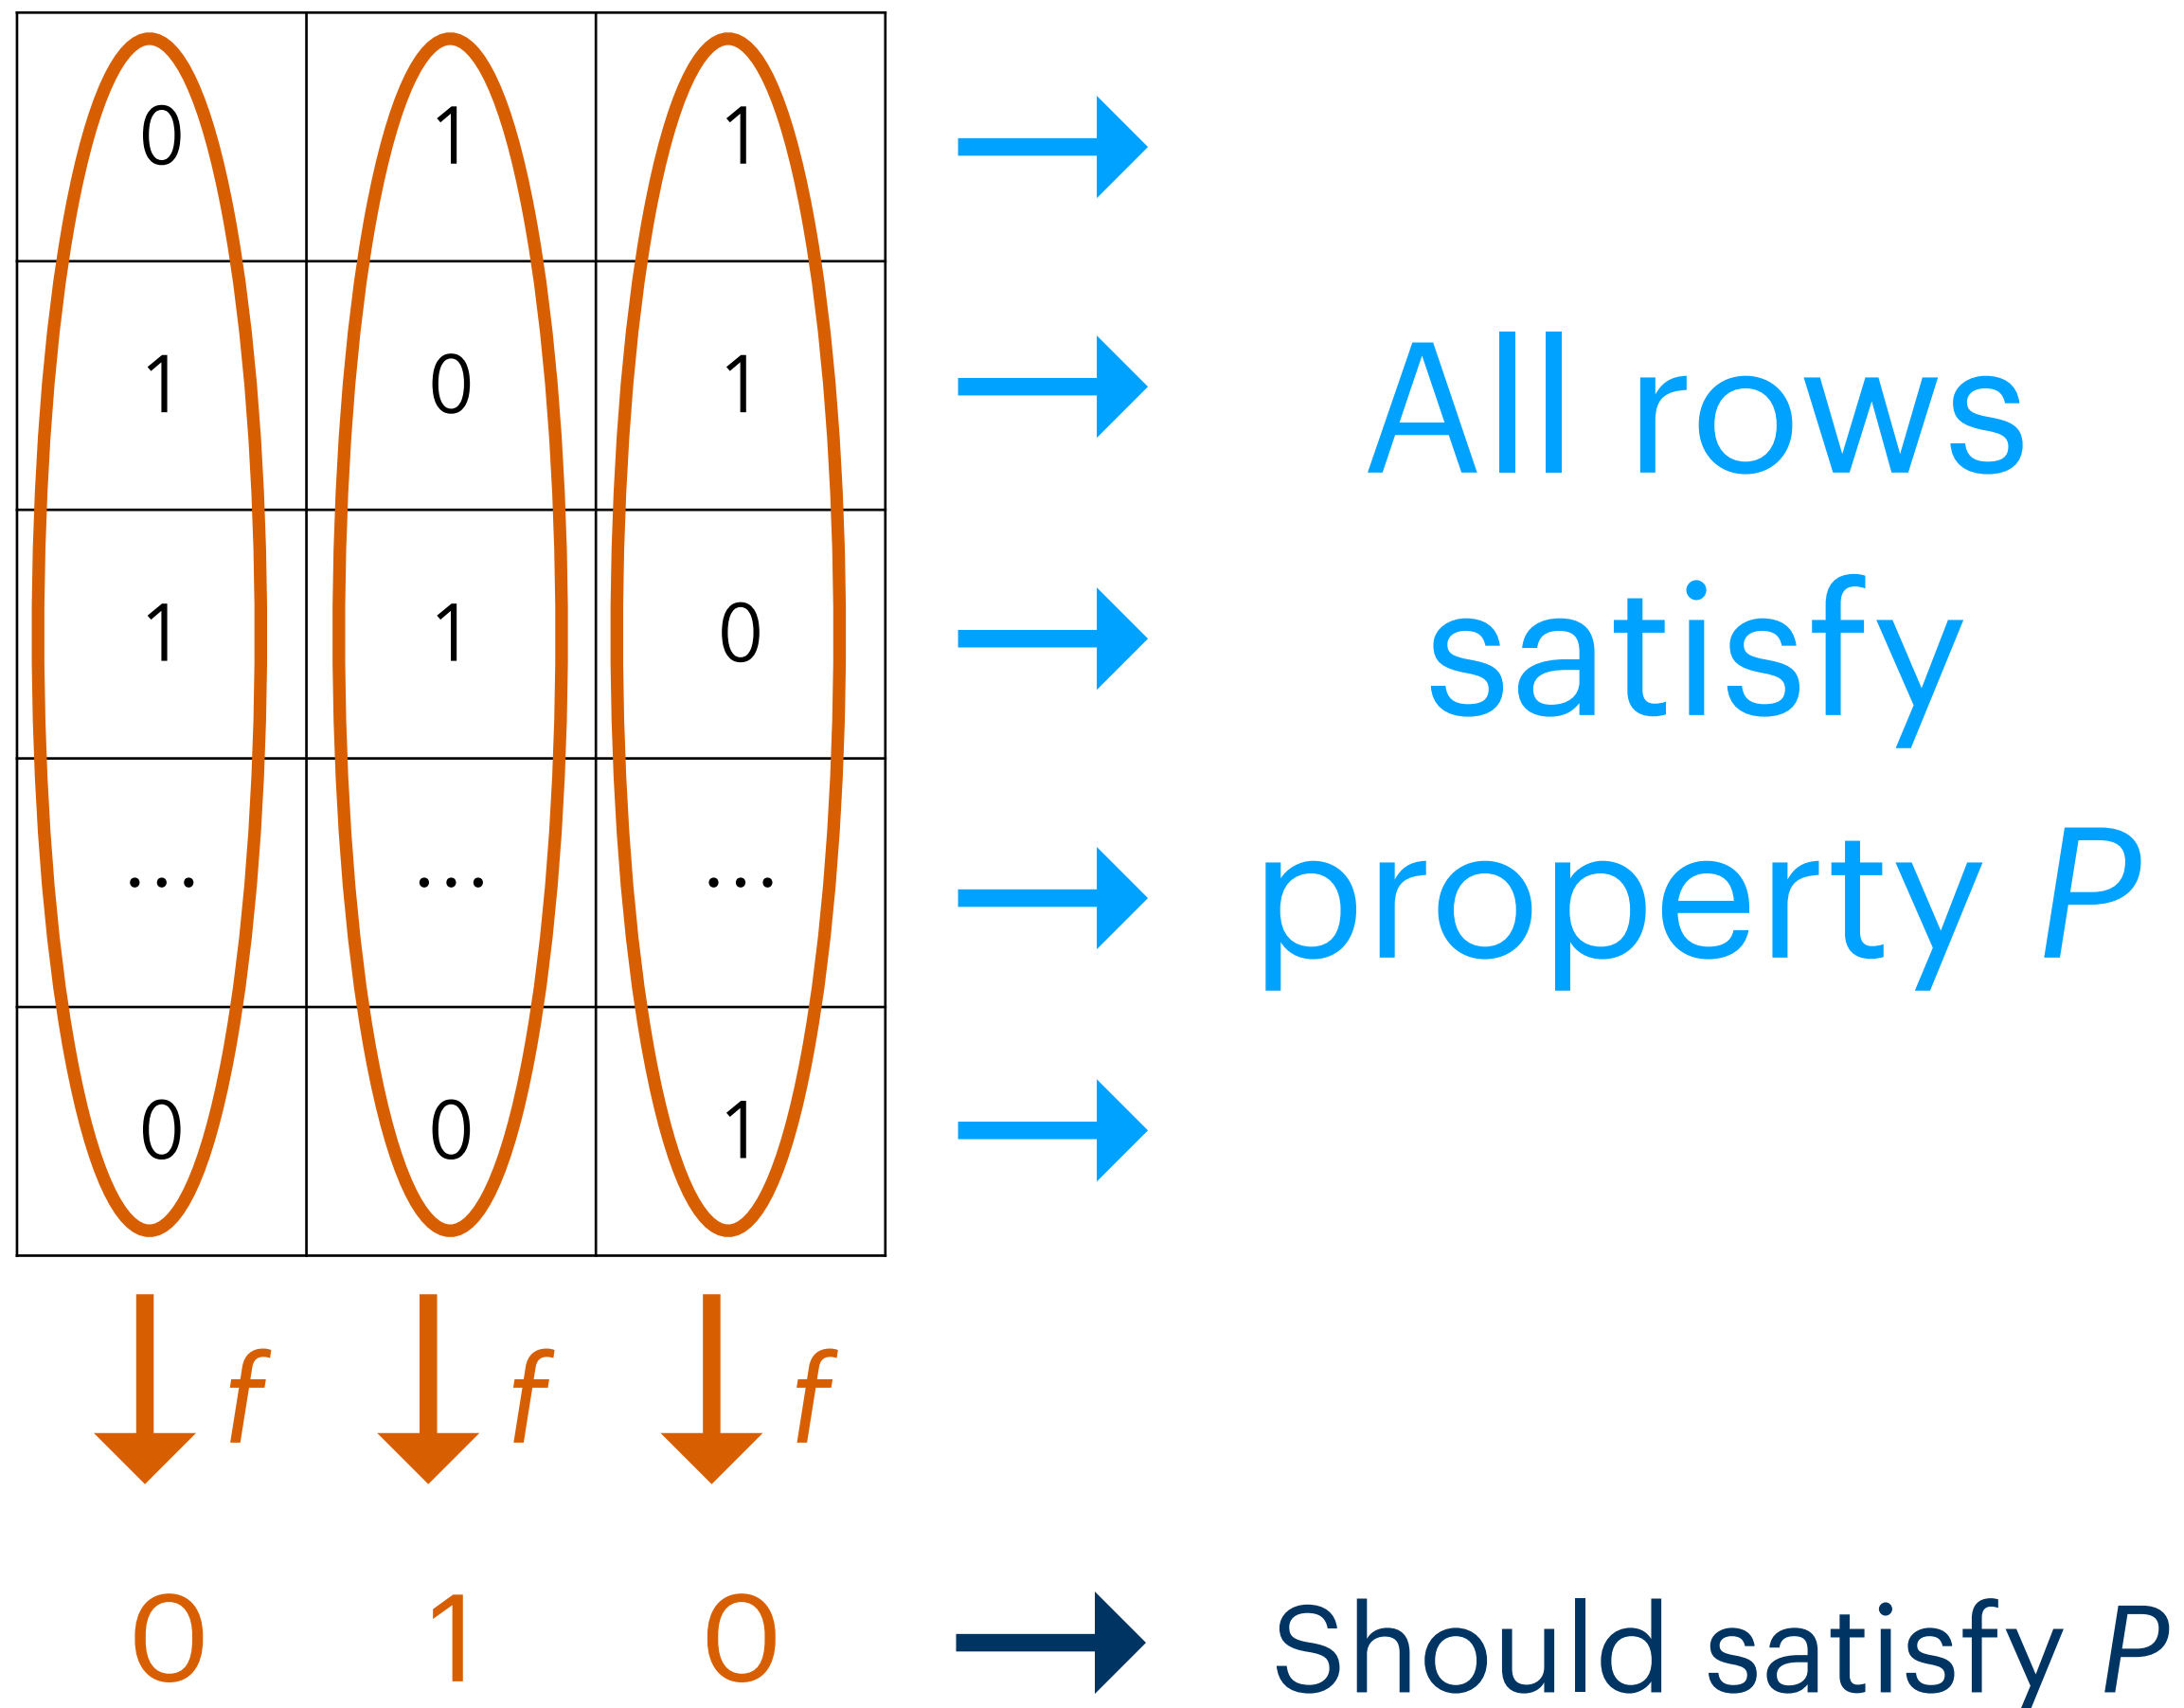 0 1 1
1 0 1
All rows
1 1 0
satisfy
... ... ...
property P
0 0 1
f f f
0 1 0
Should satisfy P